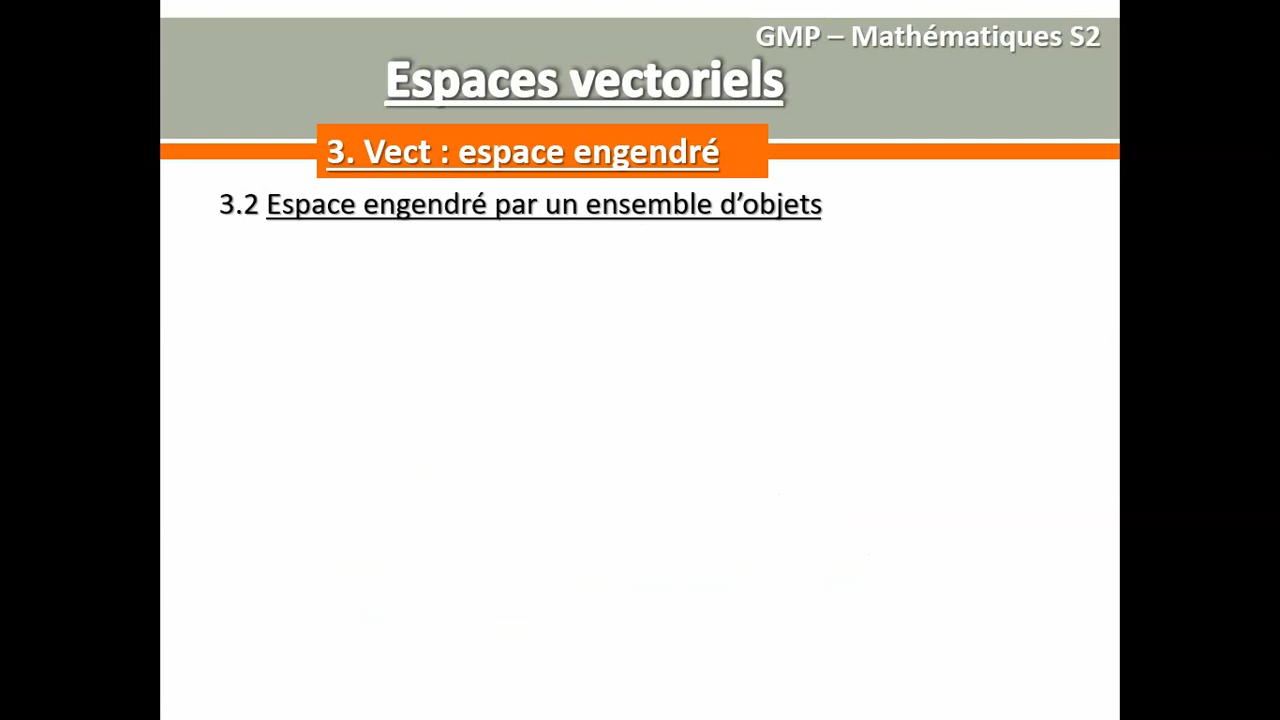 GMP – Mathématiques S2
Espaces vectoriels
3. Vect : espace engendré
3.2 Espace engendré par un ensemble d’objets